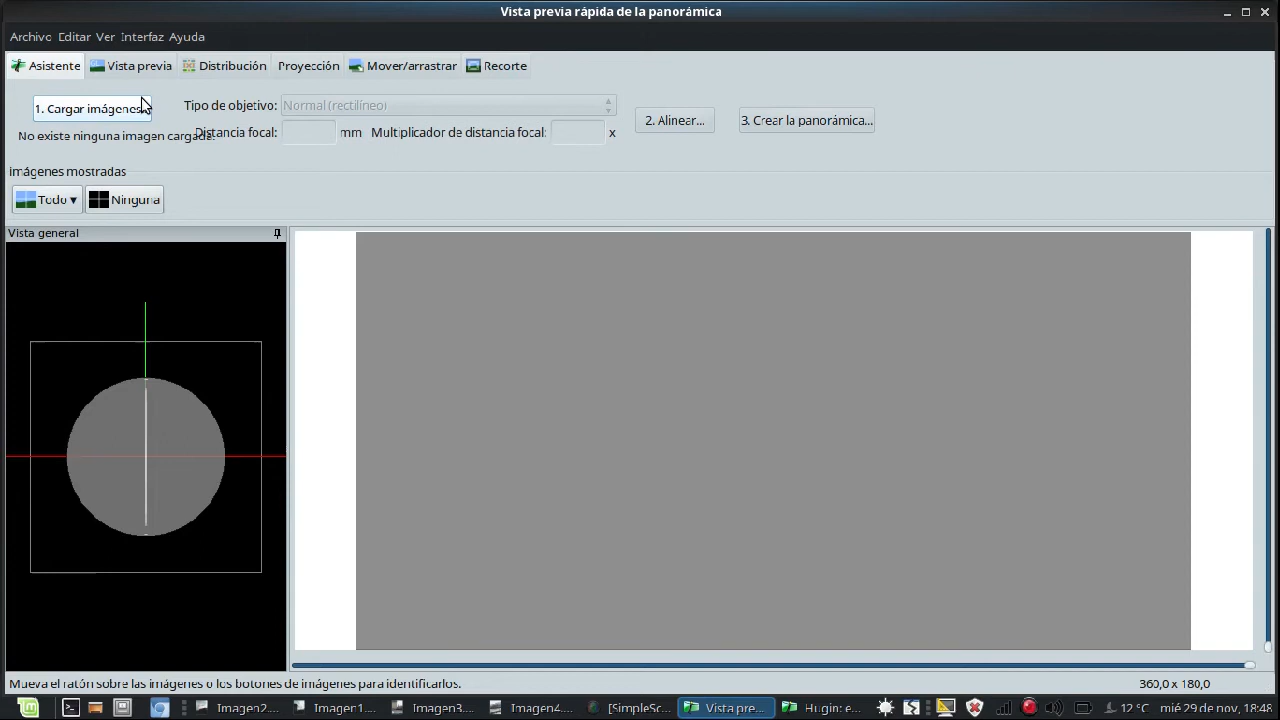 Vista previa rápida de la panorámica
Archivo Editar Ver Interfaz Ayuda
Asistente Vista previa Distribución Proyección Mover/arrastrar Recorte
1. Cargar imágenes... Tipo de objetivo: Normal (rectilíneo)
2. Alinear... 3. Crear la panorámica...
No existe ninguna imagen cargada. Distancia focal: mm Multiplicador de distancia focal: x
imágenes mostradas
Todo ▾ Ninguna
Vista general
Mueva el ratón sobre las imágenes o los botones de imágenes para identificarlos. 360,0 x 180,0
Imagen2.... Imagen1.... Imagen3.... Imagen4.... [SimpleSc... Vista pre... Hugin: e... 12 °C mié 29 de nov, 18:48